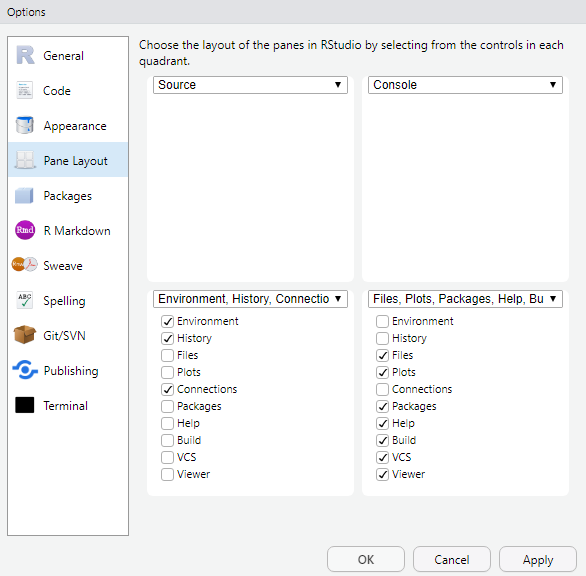 Options
General
Code
Appearance
Pane Layout
Packages
Rmd
R Markdown
Sweave
ABC
Spelling
Git/SVN
Publishing
Terminal
Choose the layout of the panes in RStudio by selecting from the controls in each
quadrant.
Source
Console
Environment, History, Connectio
Environment
History
Files
Plots
Connections
Packages
Help
Build
VCS
Viewer
Files, Plots, Packages, Help, Bu
Environment
History
Files
Plots
Connections
Packages
Help
Build
VCS
Viewer
OK
Cancel
Apply